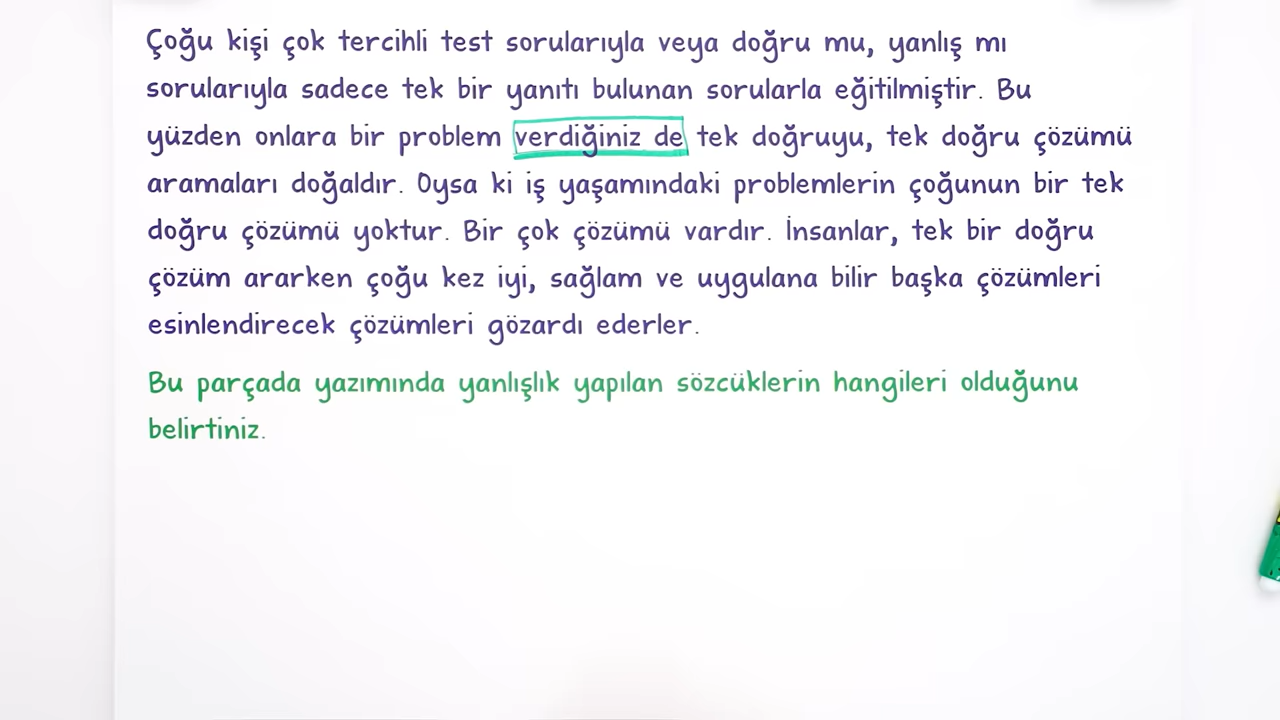 Çoğu kişi çok tercihli test sorularıyla veya doğru mu, yanlış mı
sorularıyla sadece tek bir yanıtı bulunan sorularla eğitilmiştir. Bu
yüzden onlara bir problem verdiğiniz de tek doğruyu, tek doğru çözümü
aramaları doğaldır. Oysa ki iş yaşamındaki problemlerin çoğunun bir tek
doğru çözümü yoktur. Bir çok çözümü vardır. İnsanlar, tek bir doğru
çözüm ararken çoğu kez iyi, sağlam ve uygulana bilir başka çözümleri
esinlendirecek çözümleri gözardı ederler.
Bu parçada yazımında yanlışlık yapılan sözcüklerin hangileri olduğunu
belirtiniz.